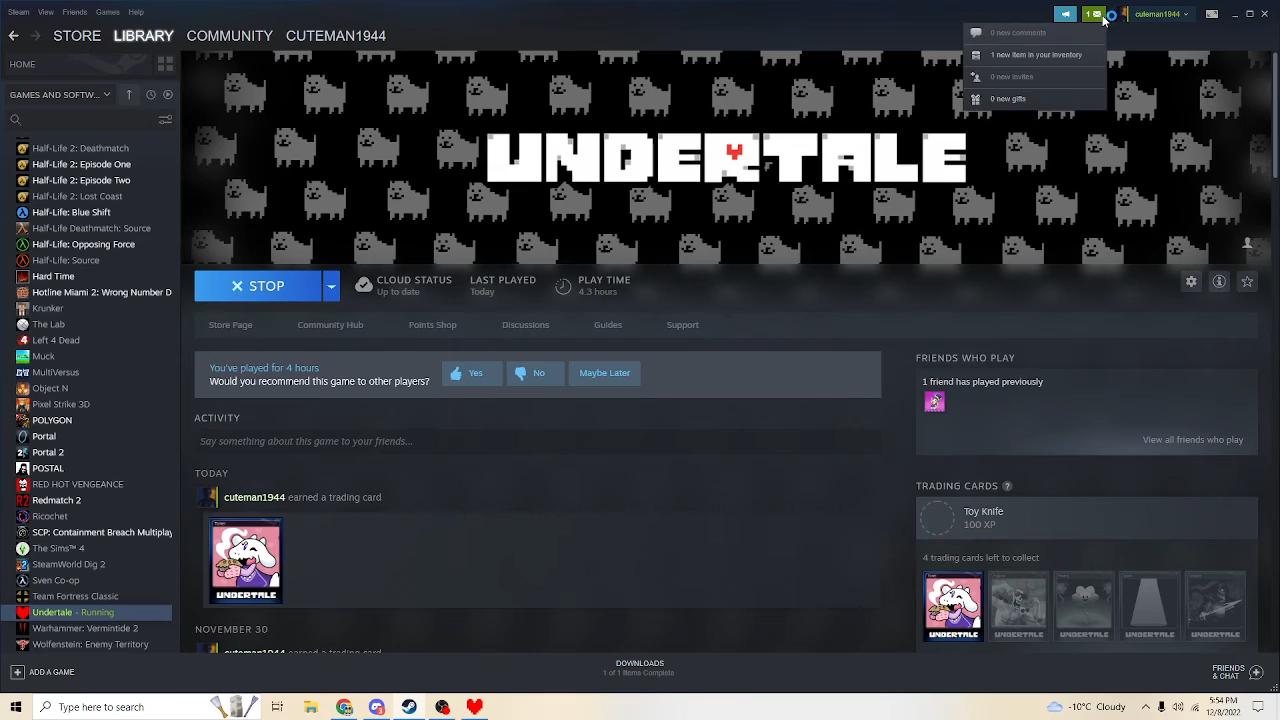 Steam View Friends Games Help
1
cuteman1944
STORE LIBRARY COMMUNITY CUTEMAN1944
0 new comments
1 new item in your inventory
0 new invites
0 new gifts
HOME
GAMES AND SOFTWARE
Half-Life 2: Deathmatch
Half-Life 2: Episode One
Half-Life 2: Episode Two
Half-Life 2: Lost Coast
Half-Life: Blue Shift
Half-Life Deathmatch: Source
Half-Life: Opposing Force
Half-Life: Source
Hard Time
Hotline Miami 2: Wrong Number D
Krunker
The Lab
Left 4 Dead
Muck
MultiVersus
Object N
Pixel Strike 3D
POLYGON
Portal
Portal 2
POSTAL
RED HOT VENGEANCE
Redmatch 2
Ricochet
SCP: Containment Breach Multiplay
The Sims™ 4
SteamWorld Dig 2
Sven Co-op
Team Fortress Classic
Undertale - Running
Warhammer: Vermintide 2
Wolfenstein: Enemy Territory
ADD A GAME
UNDERTALE
STOP
CLOUD STATUS
Up to date
LAST PLAYED
Today
PLAY TIME
4.3 hours
Store Page Community Hub Points Shop Discussions Guides Support
You've played for 4 hours
Would you recommend this game to other players?
Yes No Maybe Later
ACTIVITY
Say something about this game to your friends...
TODAY
cuteman1944 earned a trading card
UNDERTALE
NOVEMBER 30
cuteman1944 earned a trading card
FRIENDS WHO PLAY
1 friend has played previously
View all friends who play
TRADING CARDS ?
Toy Knife
100 XP
4 trading cards left to collect
UNDERTALE UNDERTALE UNDERTALE UNDERTALE UNDERTALE
DOWNLOADS
1 of 1 Items Complete
FRIENDS
& CHAT
Type here to search
-10°C Cloudy
5:54 PM